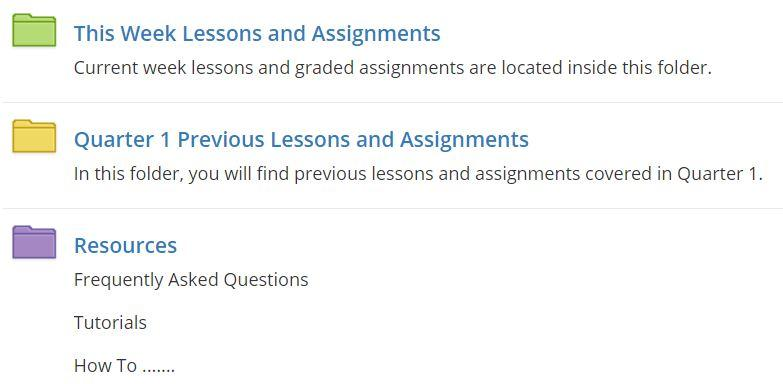 This Week Lessons and Assignments
Current week lessons and graded assignments are located inside this folder.
Quarter 1 Previous Lessons and Assignments
In this folder, you will find previous lessons and assignments covered in Quarter 1.
Resources
Frequently Asked Questions
Tutorials
How To .......